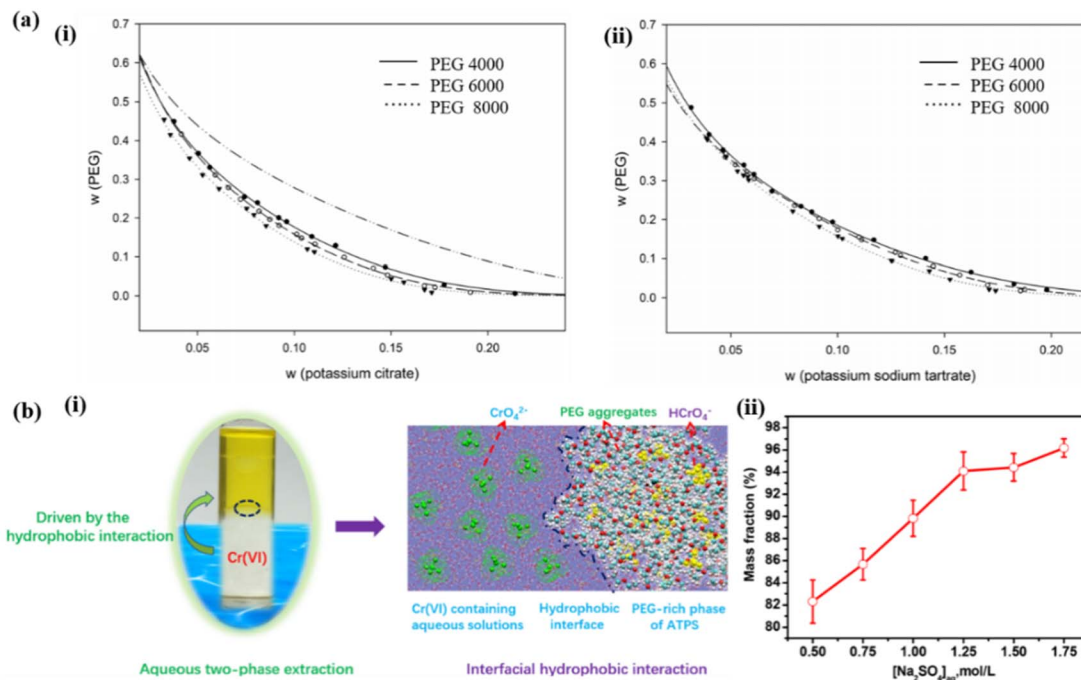 (a)
(i)
0.7
0.6
0.5
0.4
0.3
0.2
0.1
0.0
w (PEG)
PEG 4000
PEG 6000
PEG 8000
0.05 0.10 0.15 0.20
w (potassium citrate)
(ii)
0.7
0.6
0.5
0.4
0.3
0.2
0.1
0.0
w (PEG)
PEG 4000
PEG 6000
PEG 8000
0.05 0.10 0.15 0.20
w (potassium sodium tartrate)
(b)
(i)
Driven by the
hydrophobic interaction
Cr(VI)
Aqueous two-phase extraction
CrO₄²⁻ PEG aggregates HCrO₄⁻
Cr(VI) containing
aqueous solutions
Hydrophobic
interface
PEG-rich phase
of ATPS
Interfacial hydrophobic interaction
(ii)
98
96
94
92
90
88
86
84
82
80
Mass fraction (%)
0.50 0.75 1.00 1.25 1.50 1.75
[Na₂SO₄]aq,mol/L